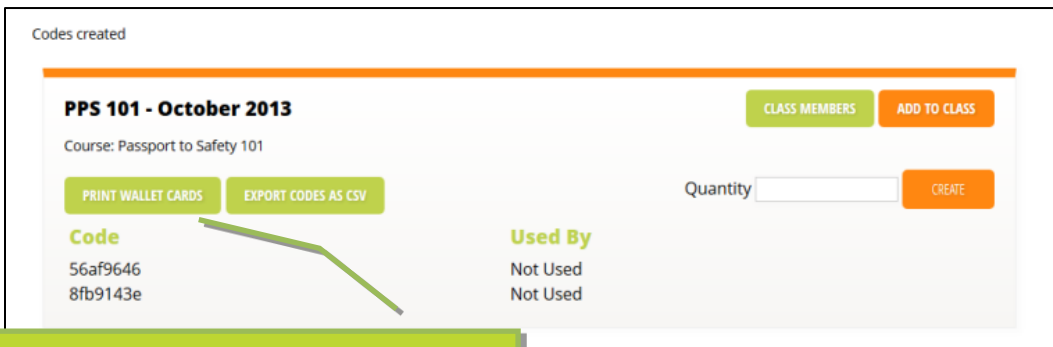 Codes created
PPS 101 - October 2013
CLASS MEMBERS
ADD TO CLASS
Course: Passport to Safety 101
PRINT WALLET CARDS
EXPORT CODES AS CSV
Quantity
CREATE
Code
Used By
56af9646
Not Used
8fb9143e
Not Used